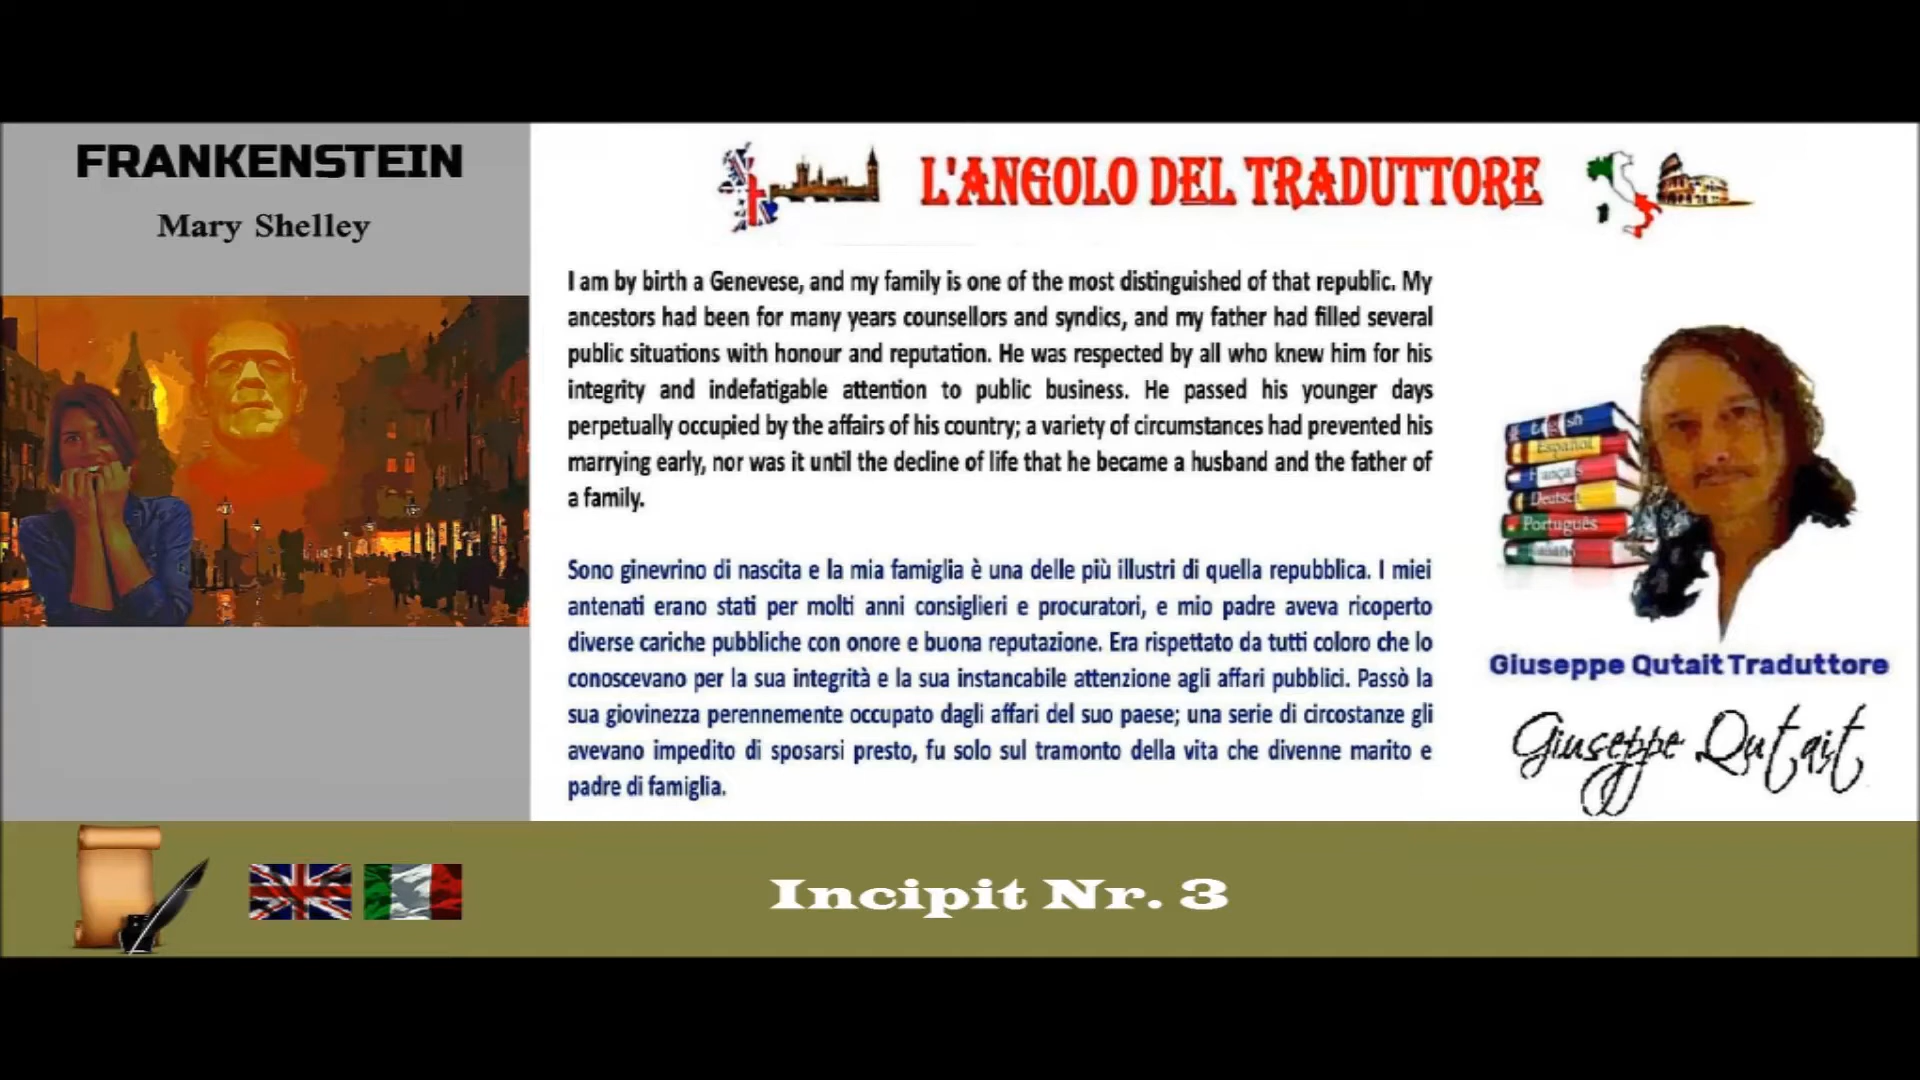 FRANKENSTEIN
Mary Shelley
L'ANGOLO DEL TRADUTTORE
I am by birth a Genevese, and my family is one of the most distinguished of that republic. My
ancestors had been for many years counsellors and syndics, and my father had filled several
public situations with honour and reputation. He was respected by all who knew him for his
integrity and indefatigable attention to public business. He passed his younger days
perpetually occupied by the affairs of his country; a variety of circumstances had prevented his
marrying early, nor was it until the decline of life that he became a husband and the father of
a family.
Sono ginevrino di nascita e la mia famiglia è una delle più illustri di quella repubblica. I miei
antenati erano stati per molti anni consiglieri e procuratori, e mio padre aveva ricoperto
diverse cariche pubbliche con onore e buona reputazione. Era rispettato da tutti coloro che lo
conoscevano per la sua integrità e la sua instancabile attenzione agli affari pubblici. Passò la
sua giovinezza perennemente occupato dagli affari del suo paese; una serie di circostanze gli
avevano impedito di sposarsi presto, fu solo sul tramonto della vita che divenne marito e
padre di famiglia.
English
Español
Français
Deutsch
Português
Giuseppe Qutait Traduttore
Giuseppe Qutait
Incipit Nr. 3